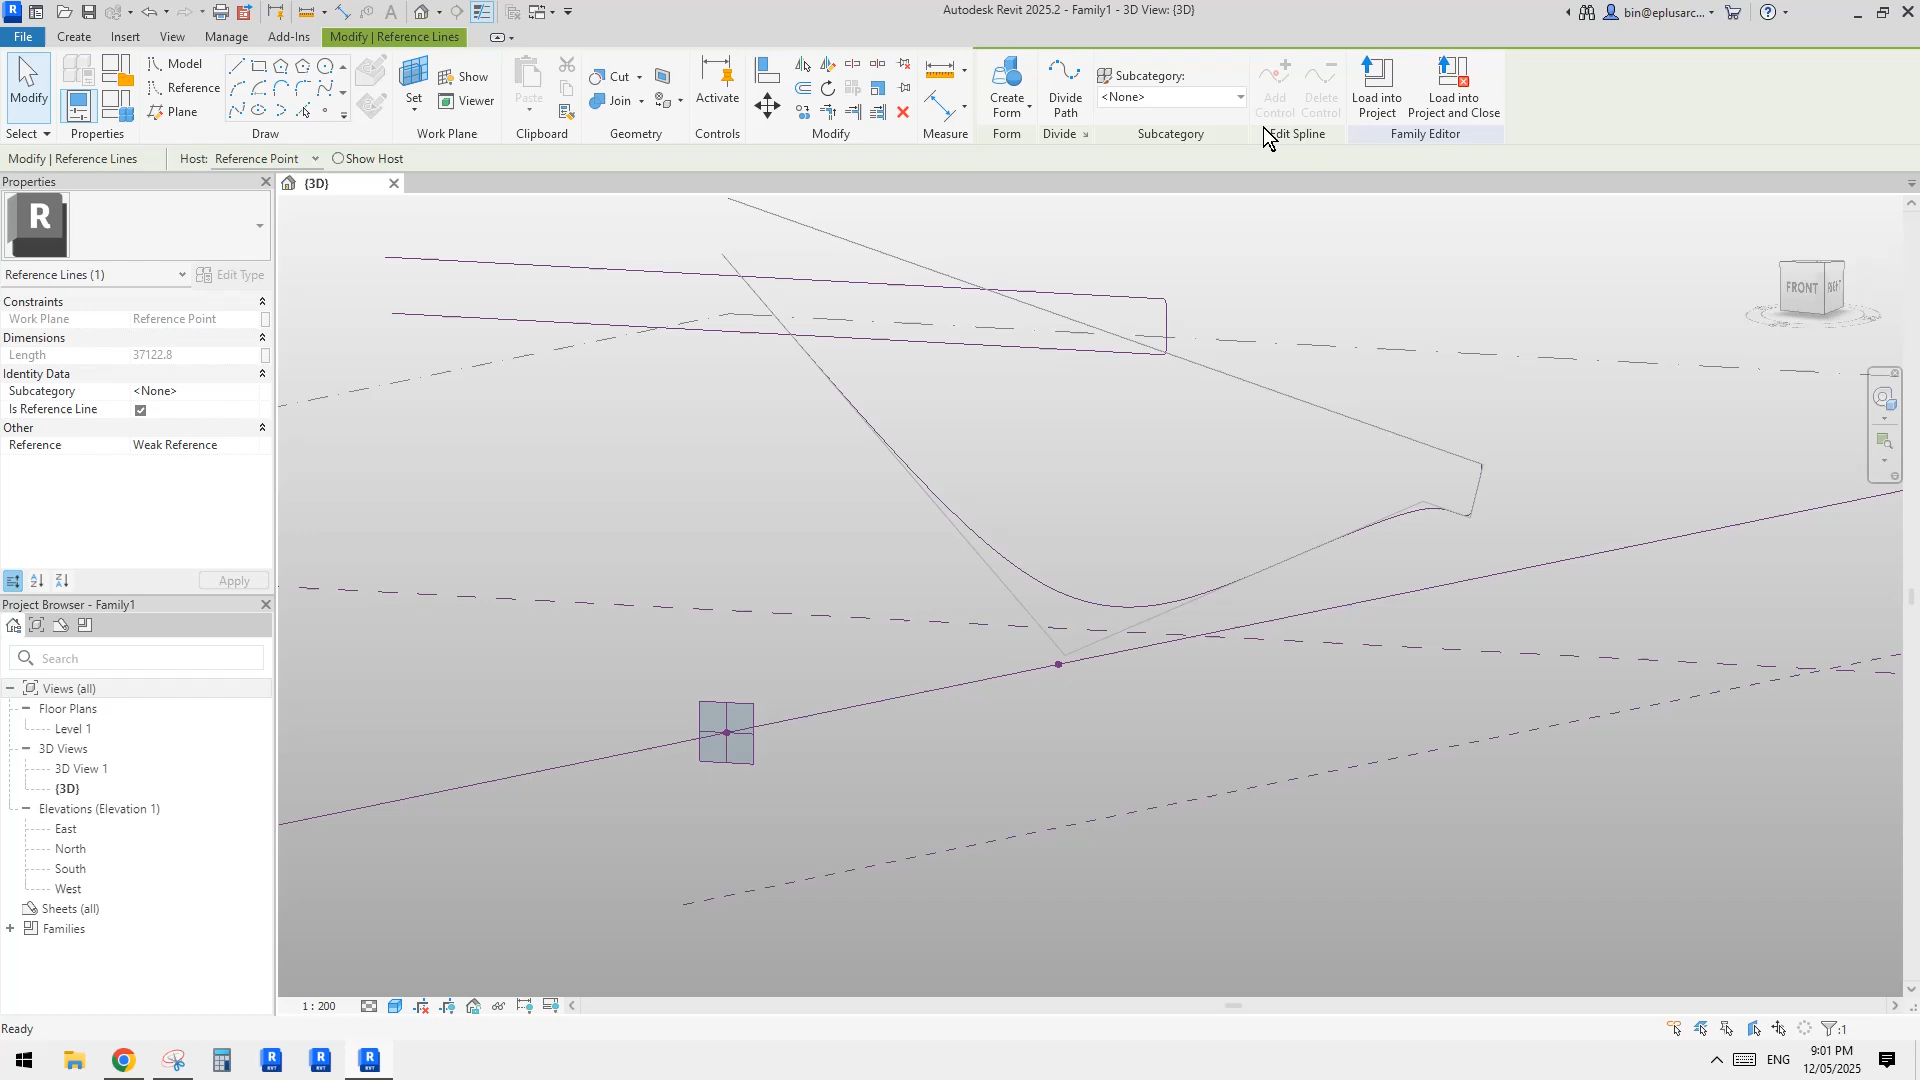 Autodesk Revit 2025.2 - Family1 - 3D View: {3D}
bin@eplusarc...
File
Create
Insert
View
Manage
Add-Ins
Modify | Reference Lines
Modify
Model
Reference
Plane
Set
Show
Viewer
Paste
Cut
Join
Activate
Create Form
Divide Path
Subcategory:
<None>
Add Control
Delete Control
Load into Project
Load into Project and Close
Select
Properties
Draw
Work Plane
Clipboard
Geometry
Controls
Modify
Measure
Form
Divide
Subcategory
Edit Spline
Family Editor
Modify | Reference Lines
Host: Reference Point
Show Host
Properties
{3D}
R
Reference Lines (1)
Edit Type
Constraints
Work Plane Reference Point
Dimensions
Length 37122.8
Identity Data
Subcategory <None>
Is Reference Line
Other
Reference Weak Reference
Apply
Project Browser - Family1
Search
Views (all)
Floor Plans
Level 1
3D Views
3D View 1
{3D}
Elevations (Elevation 1)
East
North
South
West
Sheets (all)
Families
FRONT
RIGHT
1 : 200
Ready
:1
ENG
9:01 PM
12/05/2025